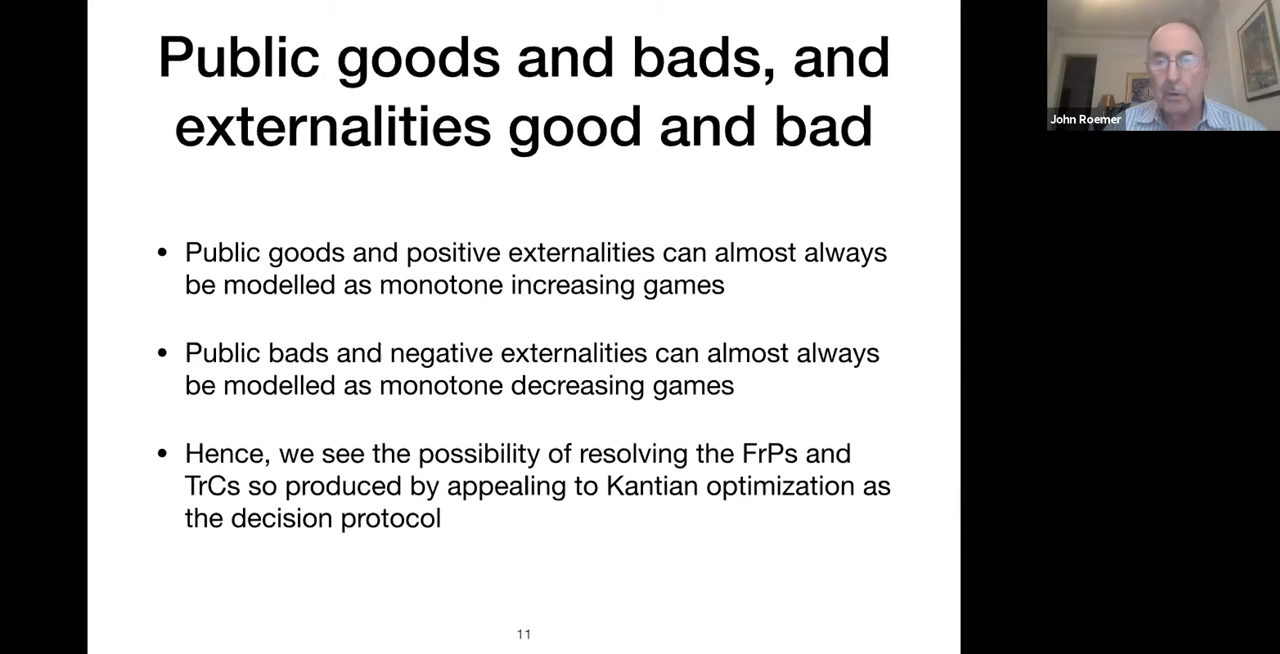 Public goods and bads, and
externalities good and bad
• Public goods and positive externalities can almost always
be modelled as monotone increasing games
• Public bads and negative externalities can almost always
be modelled as monotone decreasing games
• Hence, we see the possibility of resolving the FrPs and
TrCs so produced by appealing to Kantian optimization as
the decision protocol
11
John Roemer